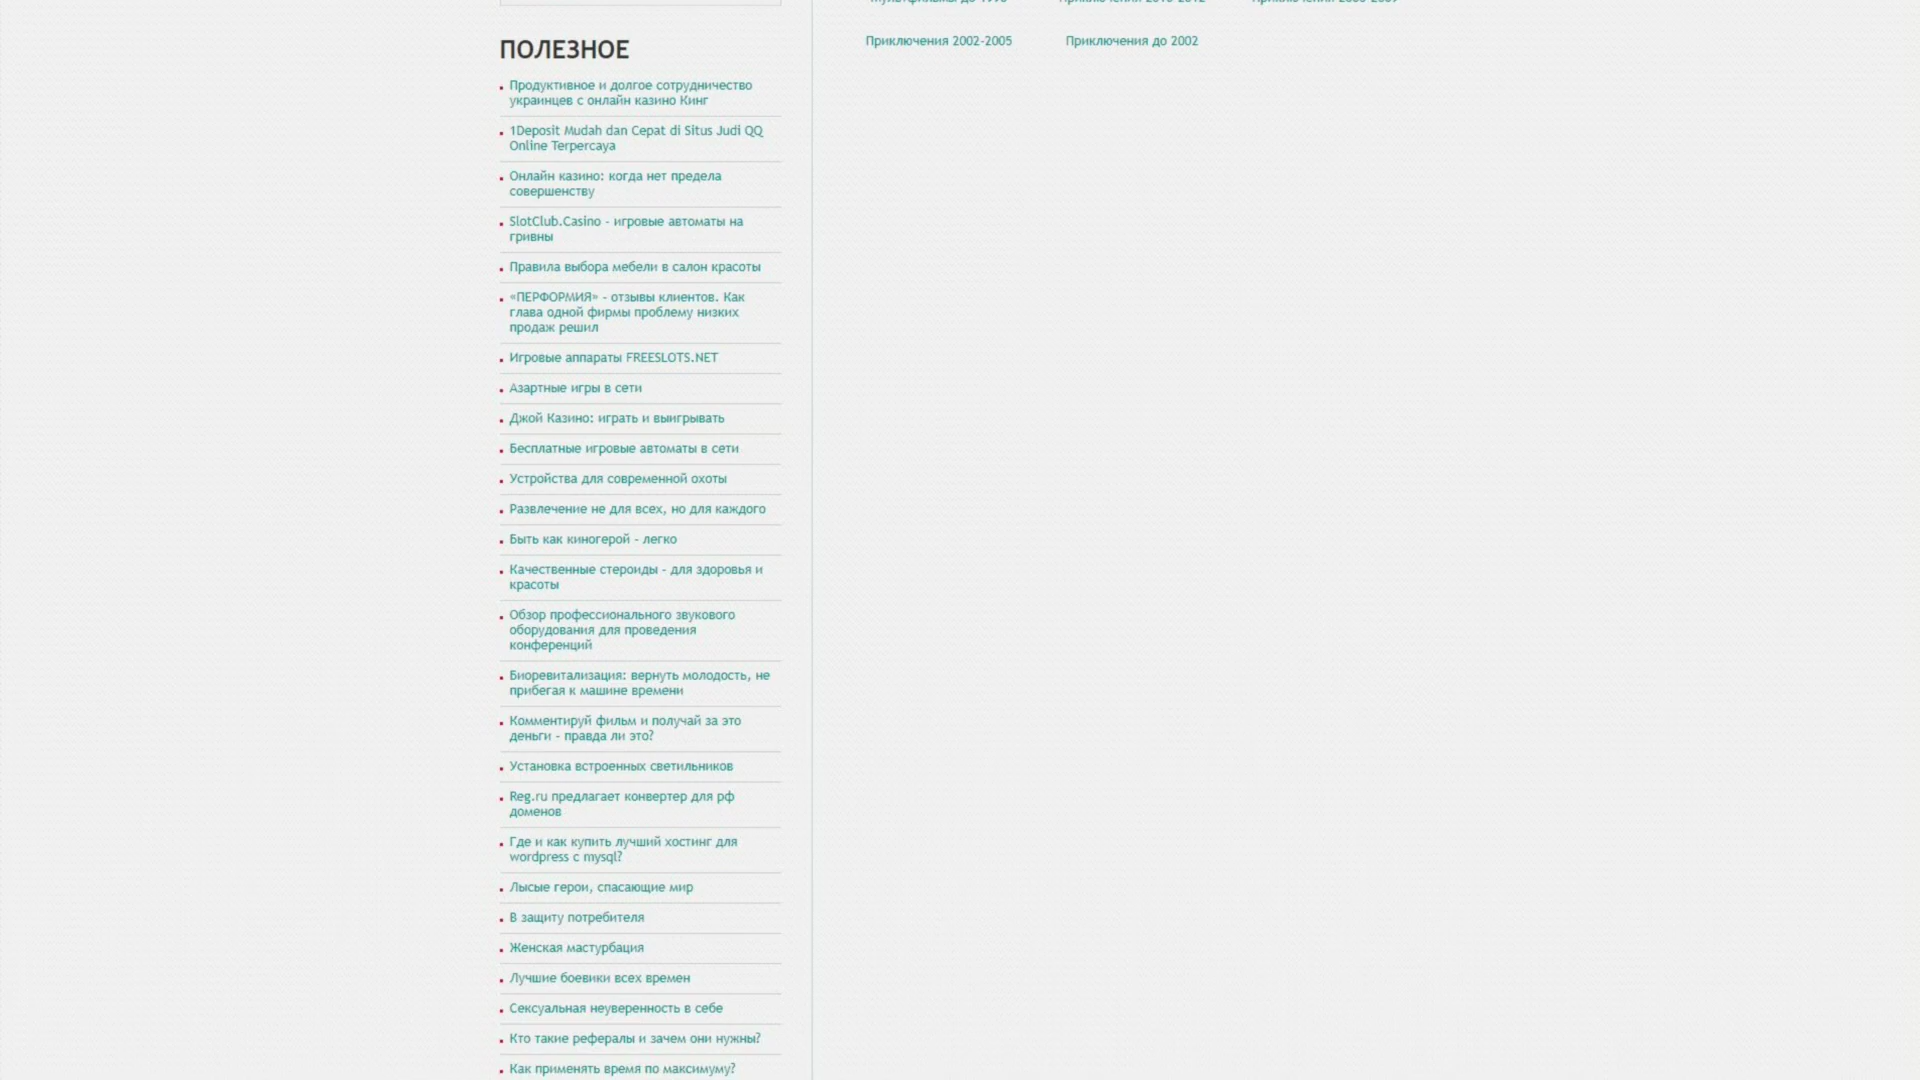 Приключения 2002-2005
Приключения до 2002
ПОЛЕЗНОЕ
Продуктивное и долгое сотрудничество
украинцев с онлайн казино Кинг
1Deposit Mudah dan Cepat di Situs Judi QQ
Online Terpercaya
Онлайн казино: когда нет предела
совершенству
SlotClub.Casino - игровые автоматы на
гривны
Правила выбора мебели в салон красоты
«ПЕРФОРМИЯ» - отзывы клиентов. Как
глава одной фирмы проблему низких
продаж решил
Игровые аппараты FREESLOTS.NET
Азартные игры в сети
Джой Казино: играть и выигрывать
Бесплатные игровые автоматы в сети
Устройства для современной охоты
Развлечение не для всех, но для каждого
Быть как киногерой - легко
Качественные стероиды - для здоровья и
красоты
Обзор профессионального звукового
оборудования для проведения
конференций
Биоревитализация: вернуть молодость, не
прибегая к машине времени
Комментируй фильм и получай за это
деньги - правда ли это?
Установка встроенных светильников
Reg.ru предлагает конвертер для рф
доменов
Где и как купить лучший хостинг для
wordpress с mysql?
Лысые герои, спасающие мир
В защиту потребителя
Женская мастурбация
Лучшие боевики всех времен
Сексуальная неуверенность в себе
Кто такие рефералы и зачем они нужны?
Как применять время по максимуму?